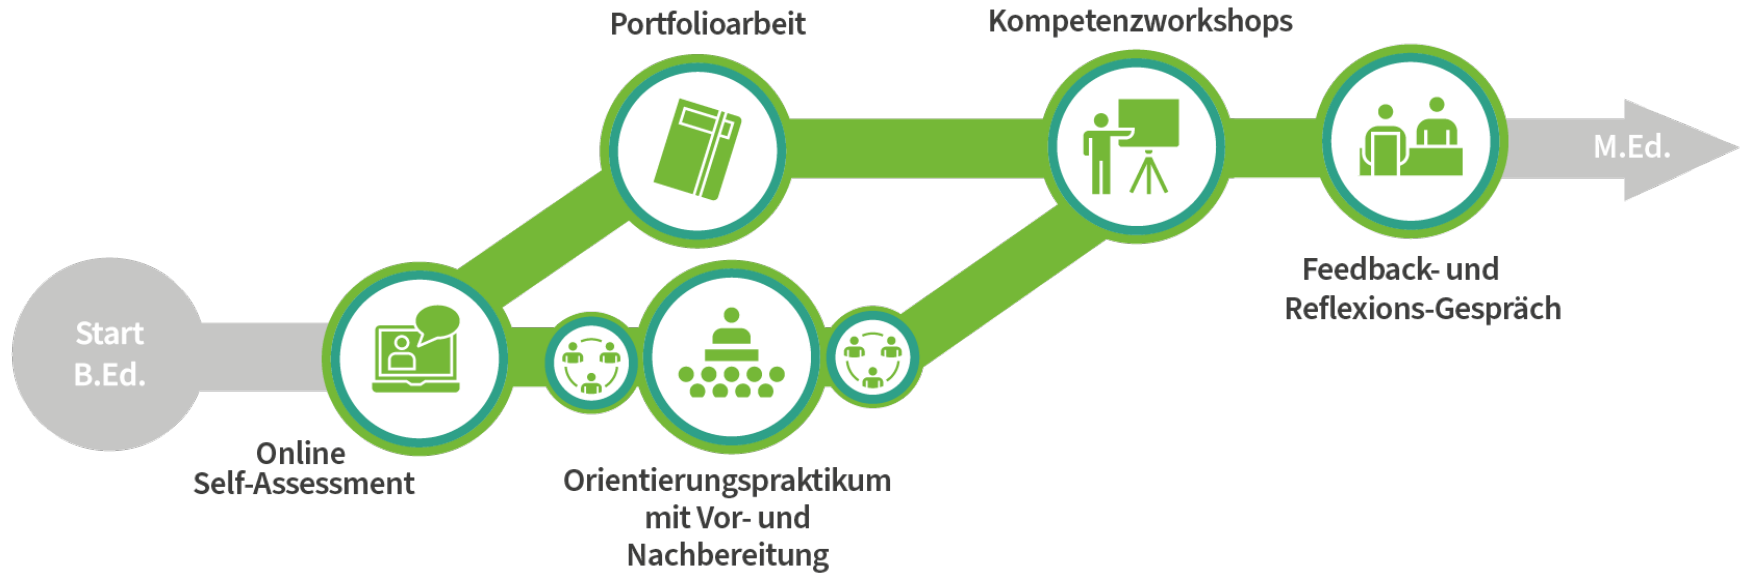 Portfolioarbeit
Kompetenzworkshops
M.Ed.
Feedback- und
Reflexions-Gespräch
Start
B.Ed.
Online
Self-Assessment
Orientierungspraktikum
mit Vor- und
Nachbereitung